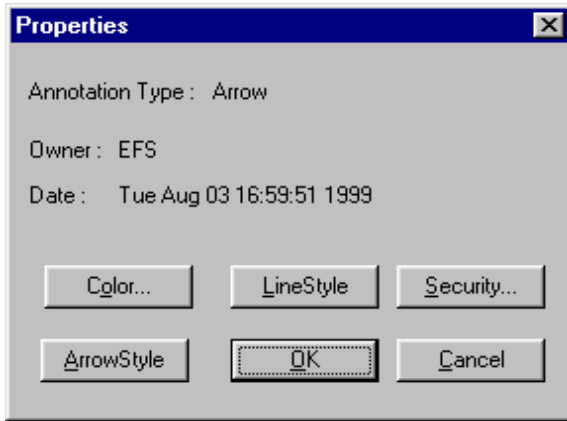 Properties
Annotation Type : Arrow
Owner : EFS
Date : Tue Aug 03 16:59:51 1999
Color... LineStyle Security...
ArrowStyle OK Cancel